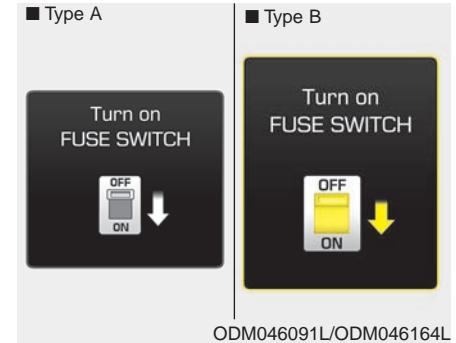 ■ Type A
■ Type B
Turn on
FUSE SWITCH
OFF
ON
Turn on
FUSE SWITCH
OFF
ON
ODM046091L/ODM046164L